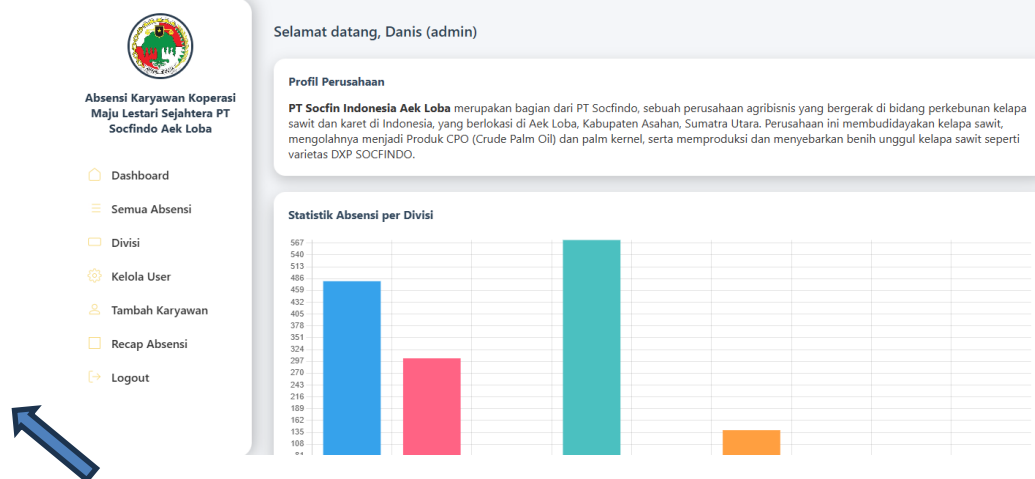 Absensi Karyawan Koperasi
Maju Lestari Sejahtera PT
Socfindo Aek Loba
Dashboard
Semua Absensi
Divisi
Kelola User
Tambah Karyawan
Recap Absensi
Logout
Selamat datang, Danis (admin)
Profil Perusahaan
PT Socfin Indonesia Aek Loba merupakan bagian dari PT Socfindo, sebuah perusahaan agribisnis yang bergerak di bidang perkebunan kelapa
sawit dan karet di Indonesia, yang berlokasi di Aek Loba, Kabupaten Asahan, Sumatra Utara. Perusahaan ini membudidayakan kelapa sawit,
mengolahnya menjadi Produk CPO (Crude Palm Oil) dan palm kernel, serta memproduksi dan menyebarkan benih unggul kelapa sawit seperti
varietas DXP SOCFINDO.
Statistik Absensi per Divisi
567
540
513
486
459
432
405
378
351
324
297
270
243
216
189
162
135
108